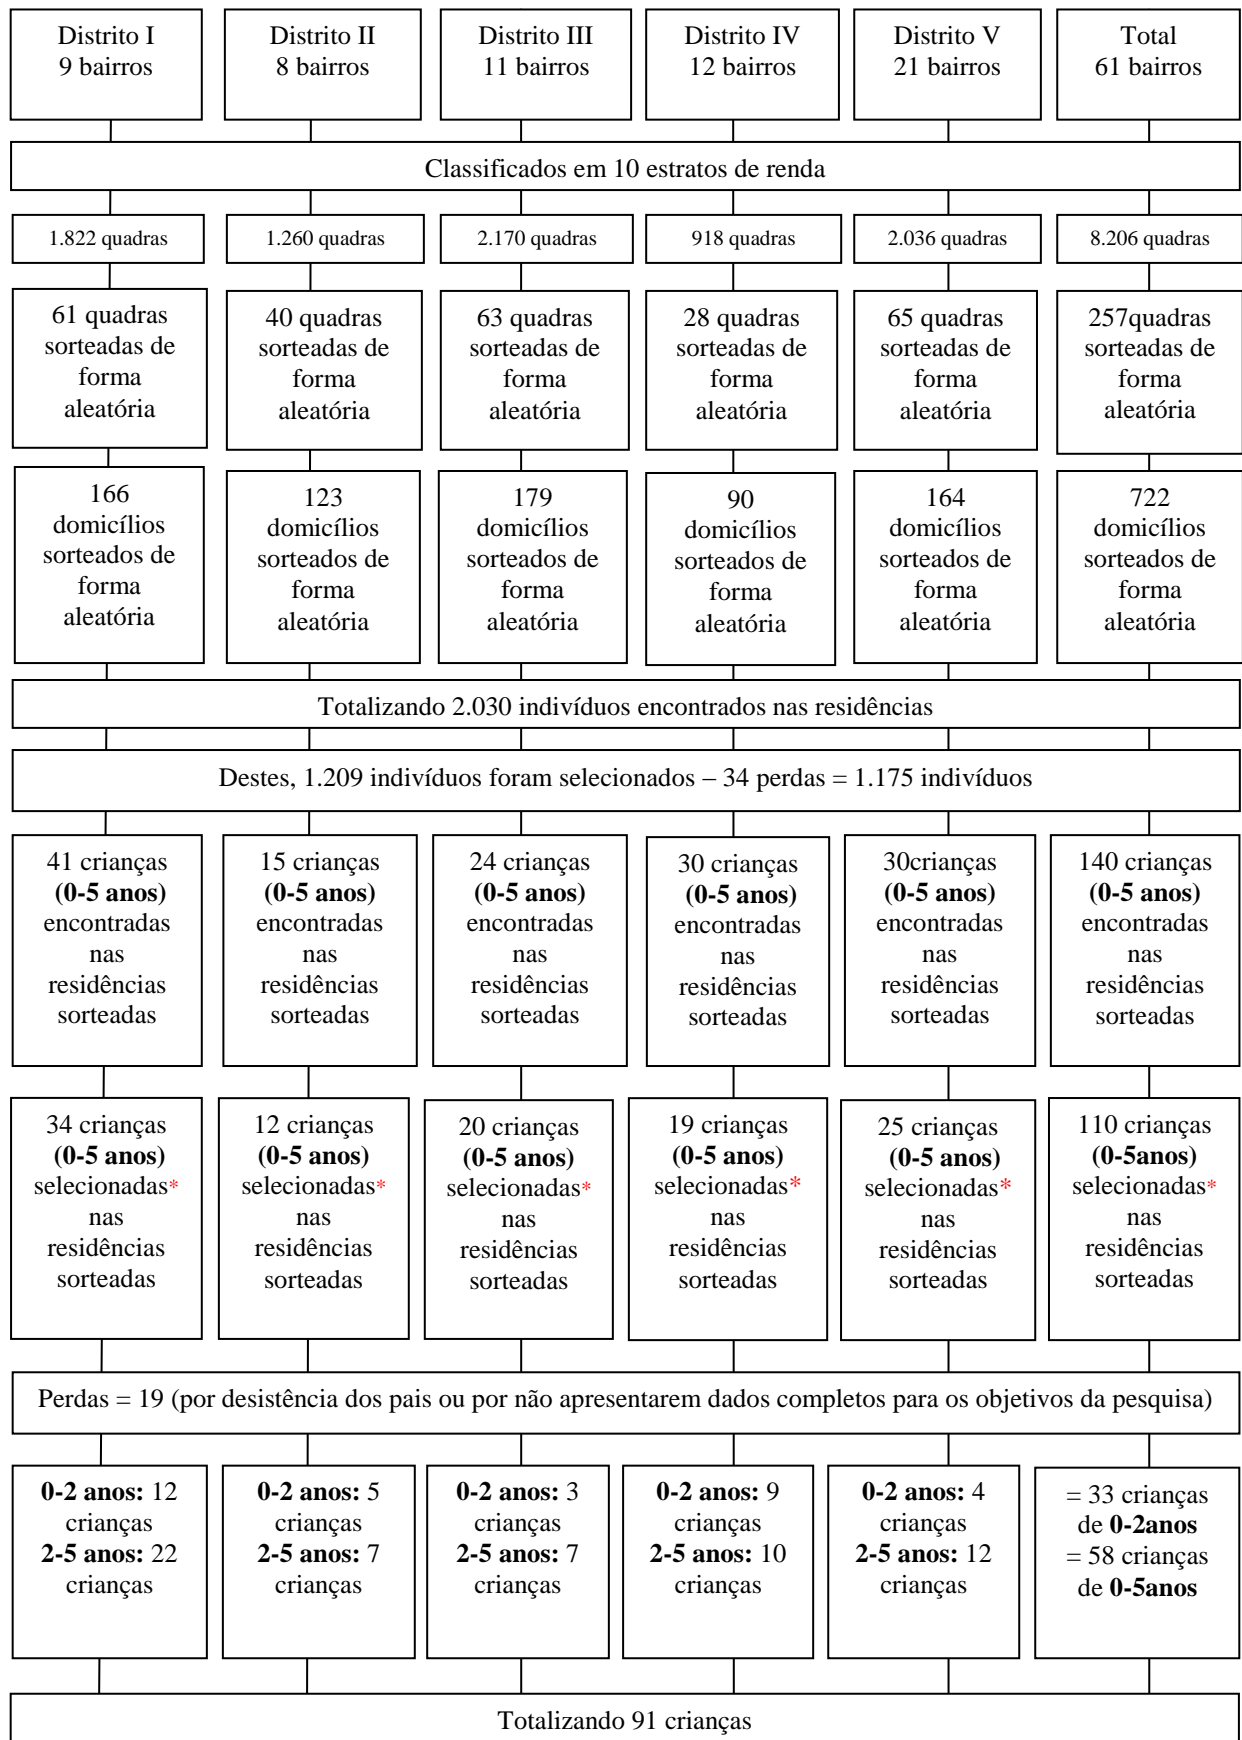 Distrito I
9 bairros
Distrito II
8 bairros
Distrito III
11 bairros
Distrito IV
12 bairros
Distrito V
21 bairros
Total
61 bairros
Classificados em 10 estratos de renda
1.822 quadras
1.260 quadras
2.170 quadras
918 quadras
2.036 quadras
8.206 quadras
61 quadras
sorteadas de
forma
aleatória
40 quadras
sorteadas de
forma
aleatória
63 quadras
sorteadas de
forma
aleatória
28 quadras
sorteadas de
forma
aleatória
65 quadras
sorteadas de
forma
aleatória
257quadras
sorteadas de
forma
aleatória
166
domicílios
sorteados de
forma
aleatória
123
domicílios
sorteados de
forma
aleatória
179
domicílios
sorteados de
forma
aleatória
90
domicílios
sorteados de
forma
aleatória
164
domicílios
sorteados de
forma
aleatória
722
domicílios
sorteados de
forma
aleatória
Totalizando 2.030 indivíduos encontrados nas residências
Destes, 1.209 indivíduos foram selecionados – 34 perdas = 1.175 indivíduos
41 crianças
(0-5 anos)
encontradas
nas
residências
sorteadas
15 crianças
(0-5 anos)
encontradas
nas
residências
sorteadas
24 crianças
(0-5 anos)
encontradas
nas
residências
sorteadas
30 crianças
(0-5 anos)
encontradas
nas
residências
sorteadas
30crianças
(0-5 anos)
encontradas
nas
residências
sorteadas
140 crianças
(0-5 anos)
encontradas
nas
residências
sorteadas
34 crianças
(0-5 anos)
selecionadas*
nas
residências
sorteadas
12 crianças
(0-5 anos)
selecionadas*
nas
residências
sorteadas
20 crianças
(0-5 anos)
selecionadas*
nas
residências
sorteadas
19 crianças
(0-5 anos)
selecionadas*
nas
residências
sorteadas
25 crianças
(0-5 anos)
selecionadas*
nas
residências
sorteadas
110 crianças
(0-5anos)
selecionadas*
nas
residências
sorteadas
Perdas = 19 (por desistência dos pais ou por não apresentarem dados completos para os objetivos da pesquisa)
0-2 anos: 12
crianças
2-5 anos: 22
crianças
0-2 anos: 5
crianças
2-5 anos: 7
crianças
0-2 anos: 3
crianças
2-5 anos: 7
crianças
0-2 anos: 9
crianças
2-5 anos: 10
crianças
0-2 anos: 4
crianças
2-5 anos: 12
crianças
= 33 crianças
de 0-2anos
= 58 crianças
de 0-5anos
Totalizando 91 crianças